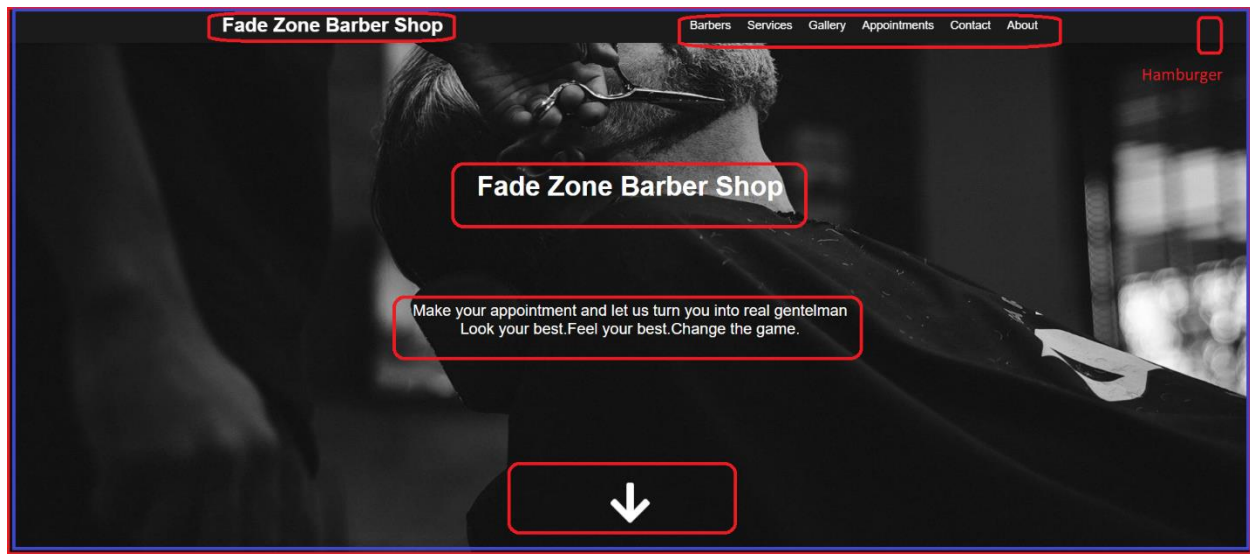 Fade Zone Barber Shop
Barbers Services Gallery Appointments Contact About
Hamburger
Fade Zone Barber Shop
Make your appointment and let us turn you into real gentelman
Look your best.Feel your best.Change the game.